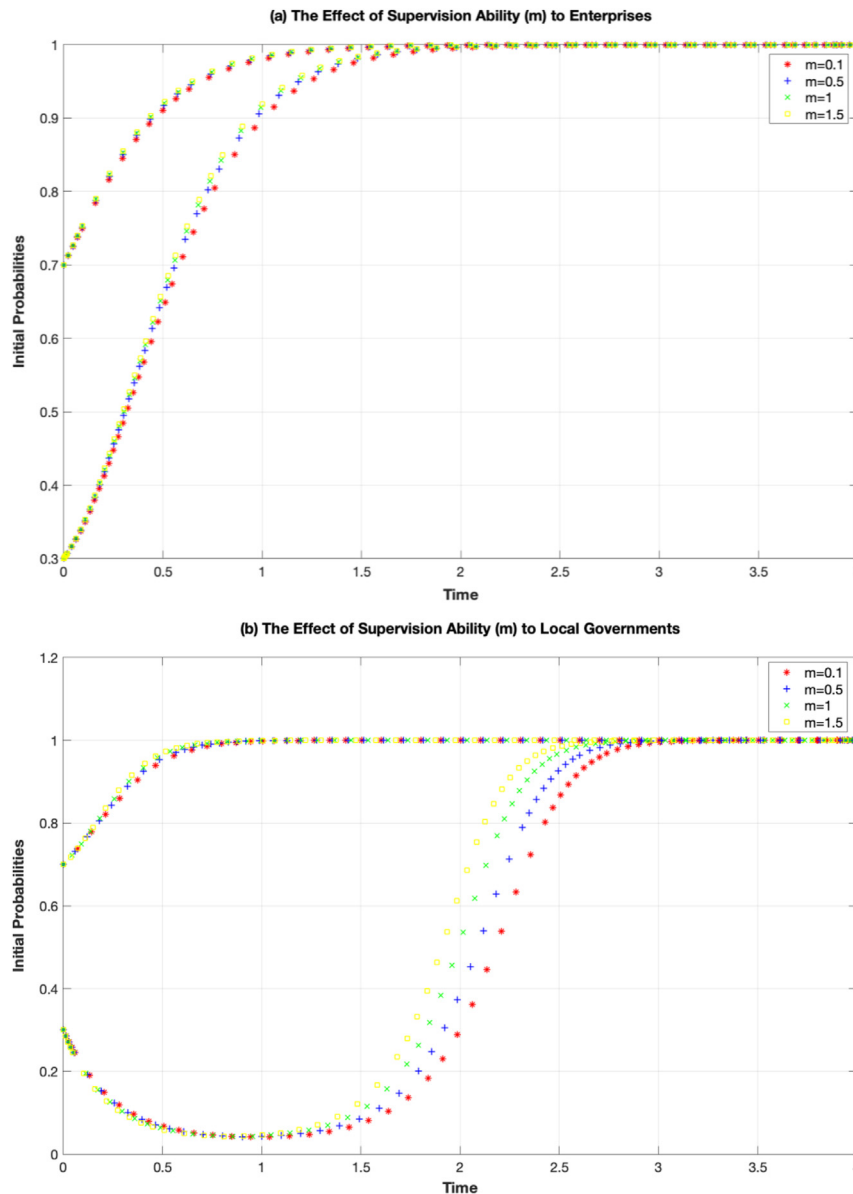 (a) The Effect of Supervision Ability (m) to Enterprises
1
0.9
0.8
0.7
0.6
0.5
0.4
0.3
Initial Probabilities
m=0.1
m=0.5
m=1
m=1.5
0 0.5 1 1.5 2 2.5 3 3.5
Time
(b) The Effect of Supervision Ability (m) to Local Governments
1.2
1
0.8
0.6
0.4
0.2
0
Initial Probabilities
m=0.1
m=0.5
m=1
m=1.5
0 0.5 1 1.5 2 2.5 3 3.5
Time